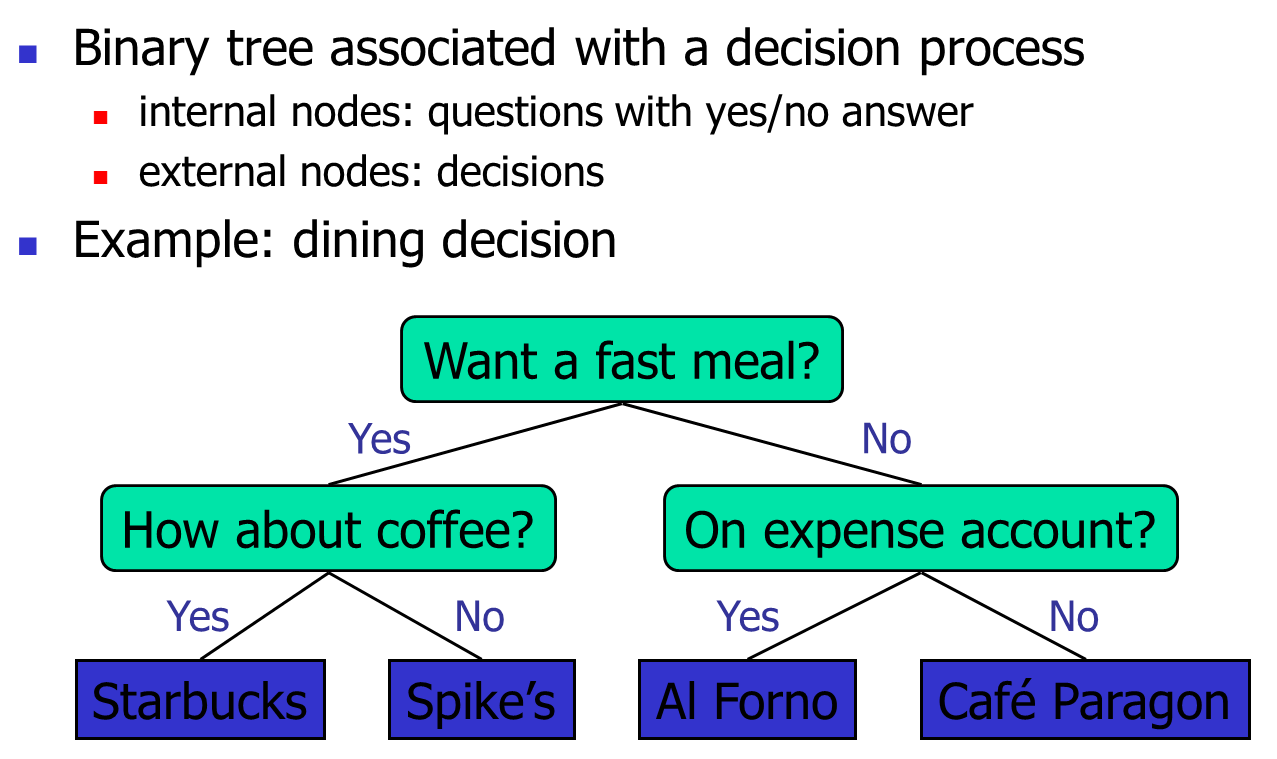 Binary tree associated with a decision process
internal nodes: questions with yes/no answer
external nodes: decisions
Example: dining decision
Want a fast meal?
Yes
No
How about coffee?
On expense account?
Yes
No
Yes
No
Starbucks
Spike’s
Al Forno
Café Paragon